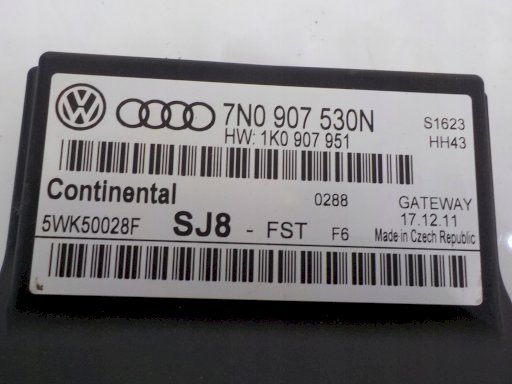 7N0 907 530N S1623
HW: 1K0 907 951 HH43
Continental 0288 GATEWAY
5WK50028F SJ8 - FST F6 17.12.11
Made in Czech Republic